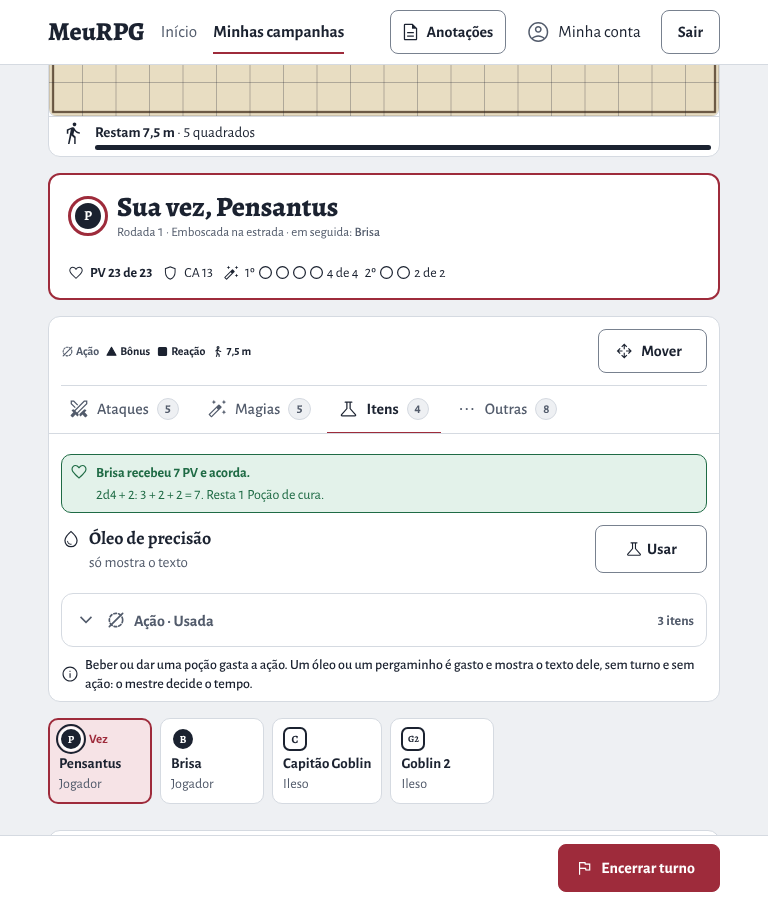 MeuRPG Início Minhas campanhas Anotações Minha conta Sair
Restam 7,5 m · 5 quadrados
P Sua vez, Pensantus
Rodada 1 · Emboscada na estrada · em seguida: Brisa
PV 23 de 23 CA 13 1º 4 de 4 2º 2 de 2
Ação Bônus Reação 7,5 m Mover
Ataques 5 Magias 5 Itens 4 Outras 8
Brisa recebeu 7 PV e acorda.
2d4 + 2: 3 + 2 + 2 = 7. Resta 1 Poção de cura.
Óleo de precisão
só mostra o texto
Usar
Ação · Usada 3 itens
Beber ou dar uma poção gasta a ação. Um óleo ou um pergaminho é gasto e mostra o texto dele, sem turno e sem
ação: o mestre decide o tempo.
P Vez B C G2
Pensantus Brisa Capitão Goblin Goblin 2
Jogador Jogador Ileso Ileso
Encerrar turno